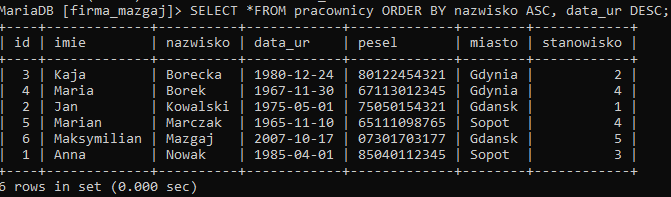 MariaDB [firma_mazgaj]> SELECT *FROM pracownicy ORDER BY nazwisko ASC, data_ur DESC;
+----+-------------+----------+------------+-------------+--------+------------+
| id | imie        | nazwisko | data_ur    | pesel       | miasto | stanowisko |
+----+-------------+----------+------------+-------------+--------+------------+
|  3 | Kaja        | Borecka  | 1980-12-24 | 80122454321 | Gdynia |          2 |
|  4 | Maria       | Borek    | 1967-11-30 | 67113012345 | Gdynia |          4 |
|  2 | Jan         | Kowalski | 1975-05-01 | 75050154321 | Gdansk |          1 |
|  5 | Marian      | Marczak  | 1965-11-10 | 65111098765 | Sopot  |          4 |
|  6 | Maksymilian | Mazgaj   | 2007-10-17 | 07301703177 | Gdansk |          5 |
|  1 | Anna        | Nowak    | 1985-04-01 | 85040112345 | Sopot  |          3 |
+----+-------------+----------+------------+-------------+--------+------------+
6 rows in set (0.000 sec)